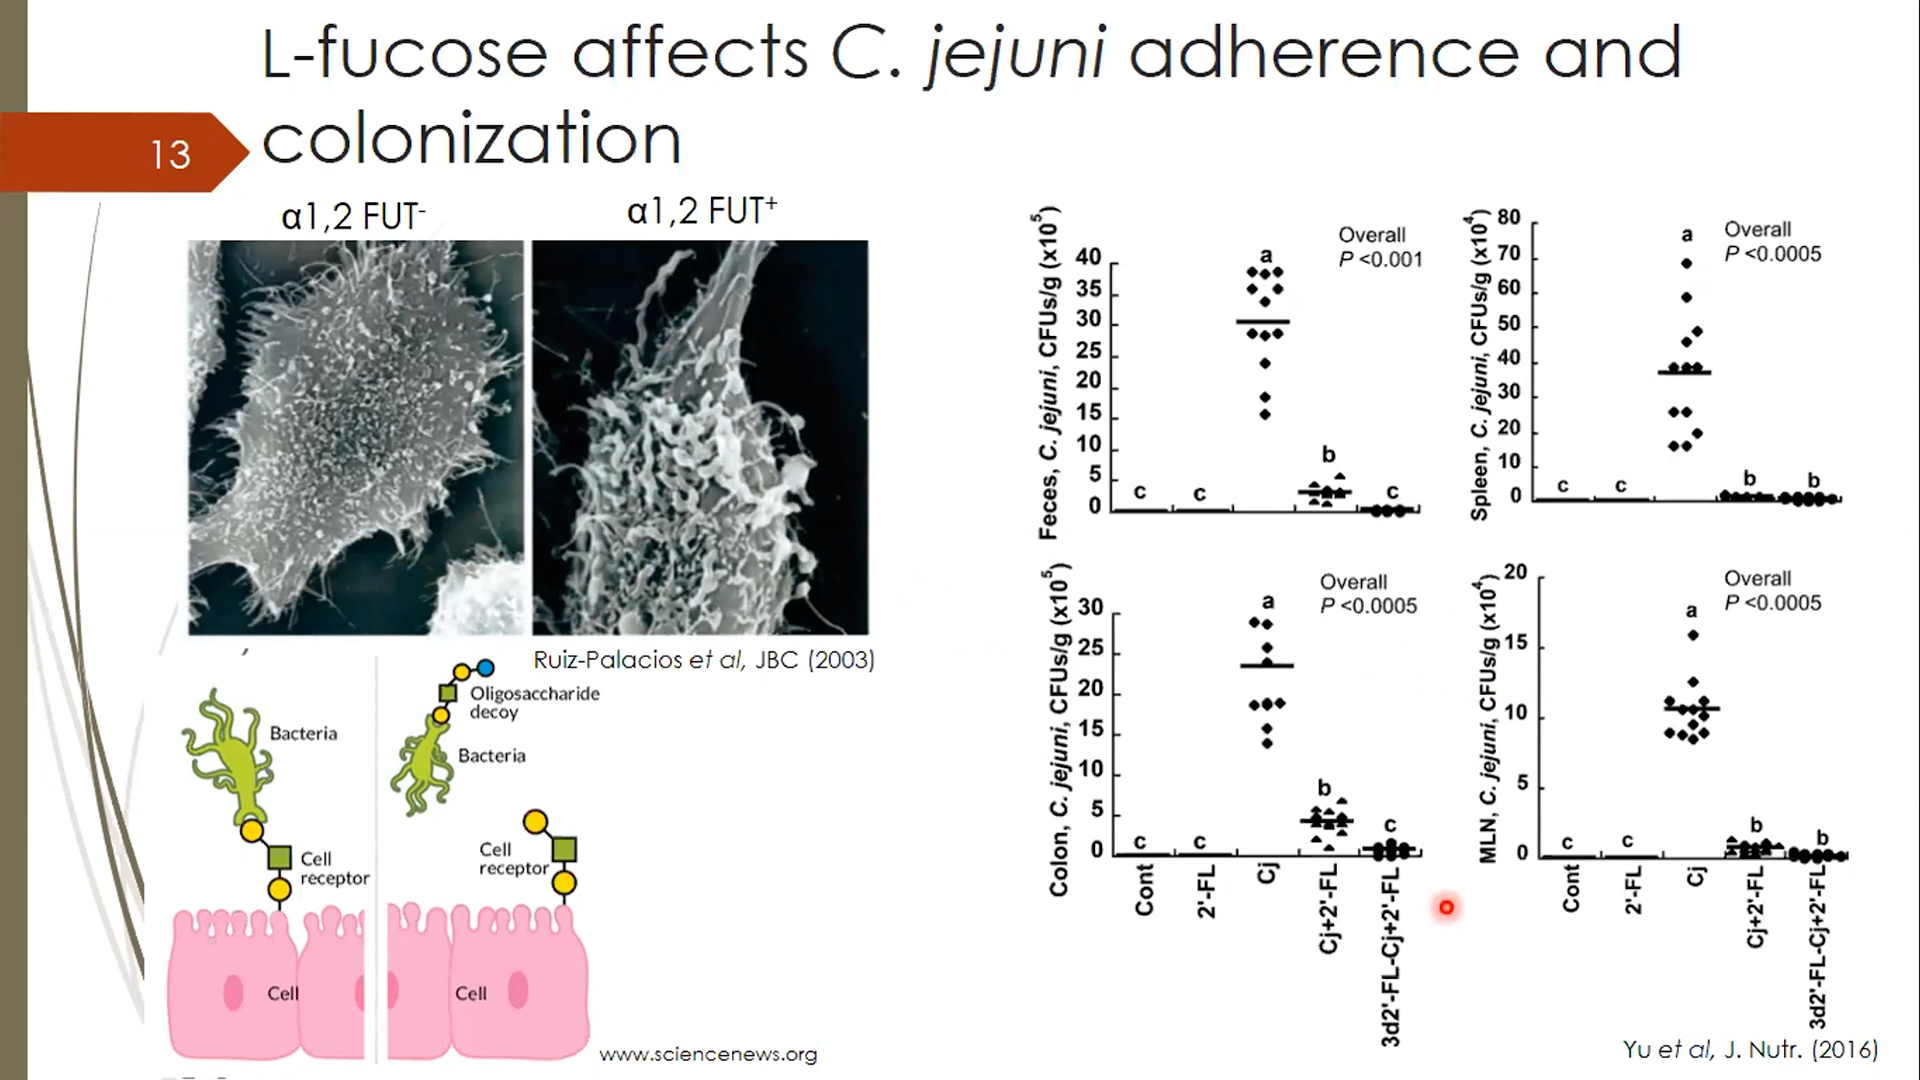 L-fucose affects C. jejuni adherence and
colonization
13
α1,2 FUT-
α1,2 FUT+
Ruiz-Palacios et al, JBC (2003)
Bacteria
Cell
receptor
Cell
Oligosaccharide
decoy
Bacteria
Cell
receptor
Cell
www.sciencenews.org
Feces, C. jejuni, CFUs/g (x10⁵)
40
35
30
25
20
15
10
5
0
Overall
P <0.001
c
c
a
b
c
Spleen, C. jejuni, CFUs/g (x10⁴)
80
70
60
50
40
30
20
10
0
Overall
P <0.0005
c
c
a
b
b
Colon, C. jejuni, CFUs/g (x10⁵)
30
25
20
15
10
5
0
Overall
P <0.0005
c
c
a
b
c
Cont
2'-FL
Cj
Cj+2'-FL
3d2'-FL-Cj+2'-FL
MLN, C. jejuni, CFUs/g (x10⁴)
20
15
10
5
0
Overall
P <0.0005
c
c
a
b
b
Cont
2'-FL
Cj
Cj+2'-FL
3d2'-FL-Cj+2'-FL
Yu et al, J. Nutr. (2016)